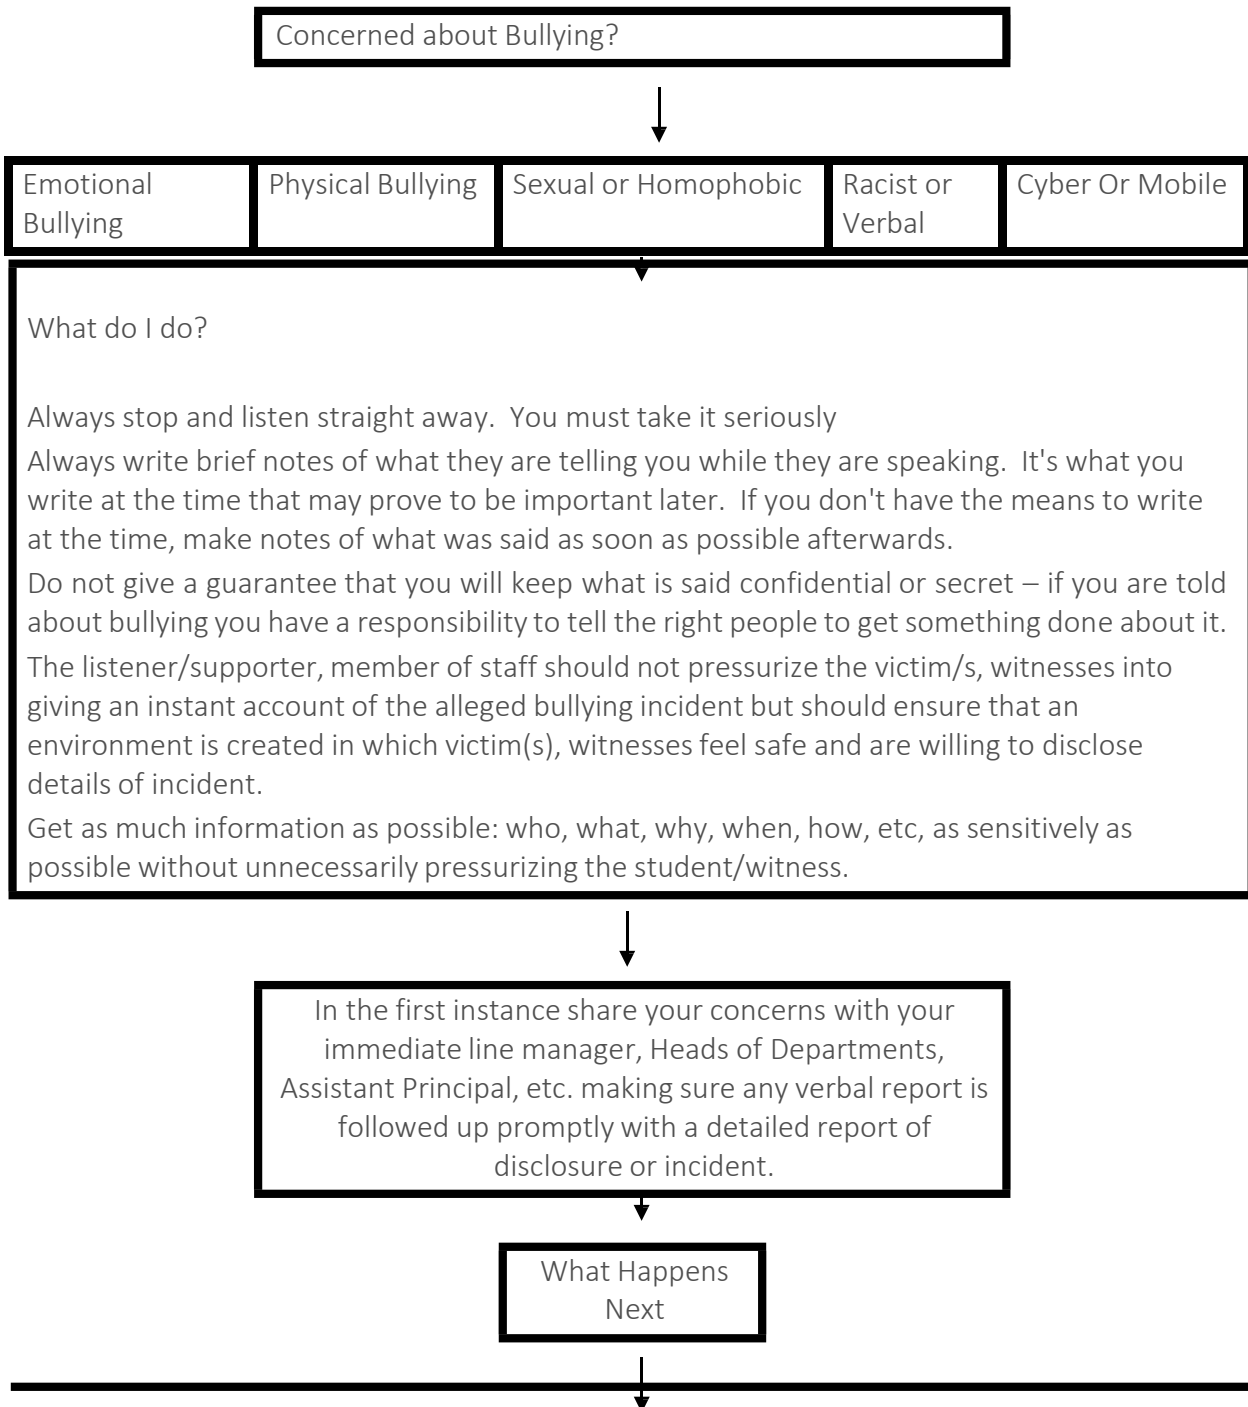 Concerned about Bullying?
Emotional
Bullying
Physical Bullying
Sexual or Homophobic
Racist or
Verbal
Cyber Or Mobile
What do I do?
Always stop and listen straight away.  You must take it seriously
Always write brief notes of what they are telling you while they are speaking.  It's what you
write at the time that may prove to be important later.  If you don't have the means to write
at the time, make notes of what was said as soon as possible afterwards.
Do not give a guarantee that you will keep what is said confidential or secret – if you are told
about bullying you have a responsibility to tell the right people to get something done about it.
The listener/supporter, member of staff should not pressurize the victim/s, witnesses into
giving an instant account of the alleged bullying incident but should ensure that an
environment is created in which victim(s), witnesses feel safe and are willing to disclose
details of incident.
Get as much information as possible: who, what, why, when, how, etc, as sensitively as
possible without unnecessarily pressurizing the student/witness.
In the first instance share your concerns with your
immediate line manager, Heads of Departments,
Assistant Principal, etc. making sure any verbal report is
followed up promptly with a detailed report of
disclosure or incident.
What Happens
Next